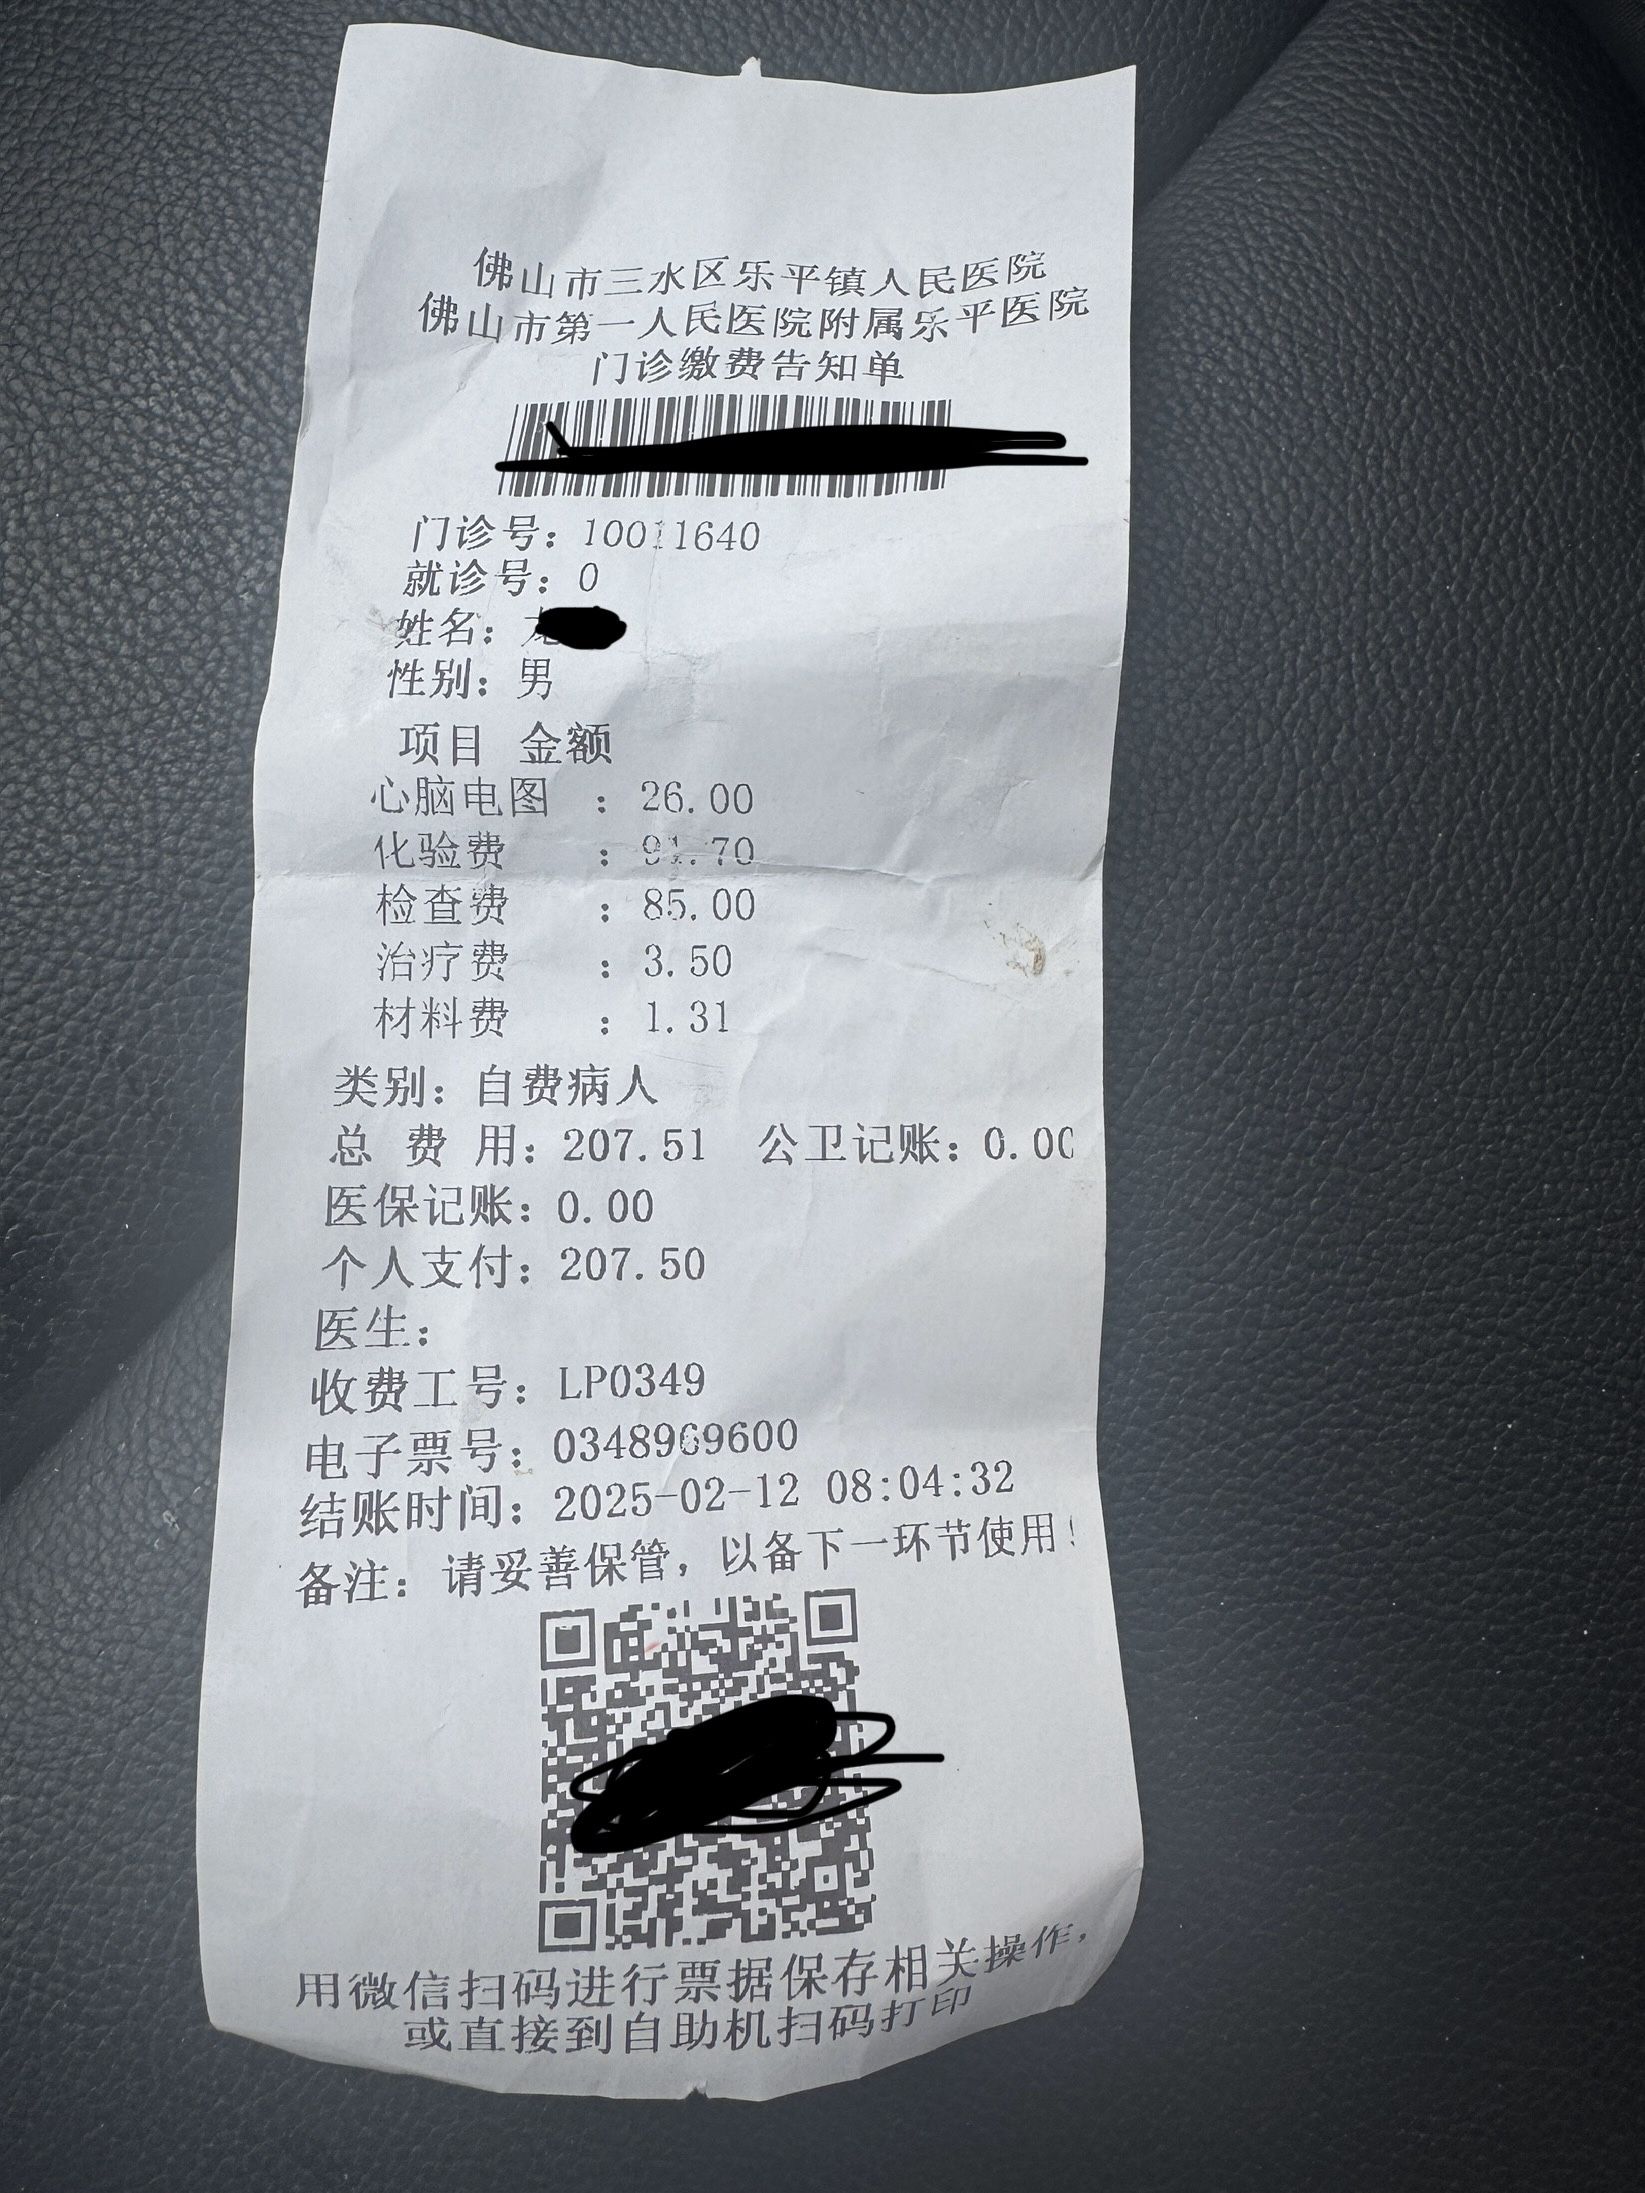 佛山市三水区乐平镇人民医院
佛山市第一人民医院附属乐平医院
门诊缴费告知单
门诊号：10011640
就诊号：0
姓名：
性别：男
项目 金额
心脑电图 ：26.00
化验费 ：91.70
检查费 ：85.00
治疗费 ：3.50
材料费 ：1.31
类别：自费病人
总 费 用：207.51 公卫记账：0.00
医保记账：0.00
个人支付：207.50
医生：
收费工号：LP0349
电子票号：0348969600
结账时间：2025-02-12 08:04:32
备注：请妥善保管，以备下一环节使用！
用微信扫码进行票据保存相关操作，
或直接到自助机扫码打印